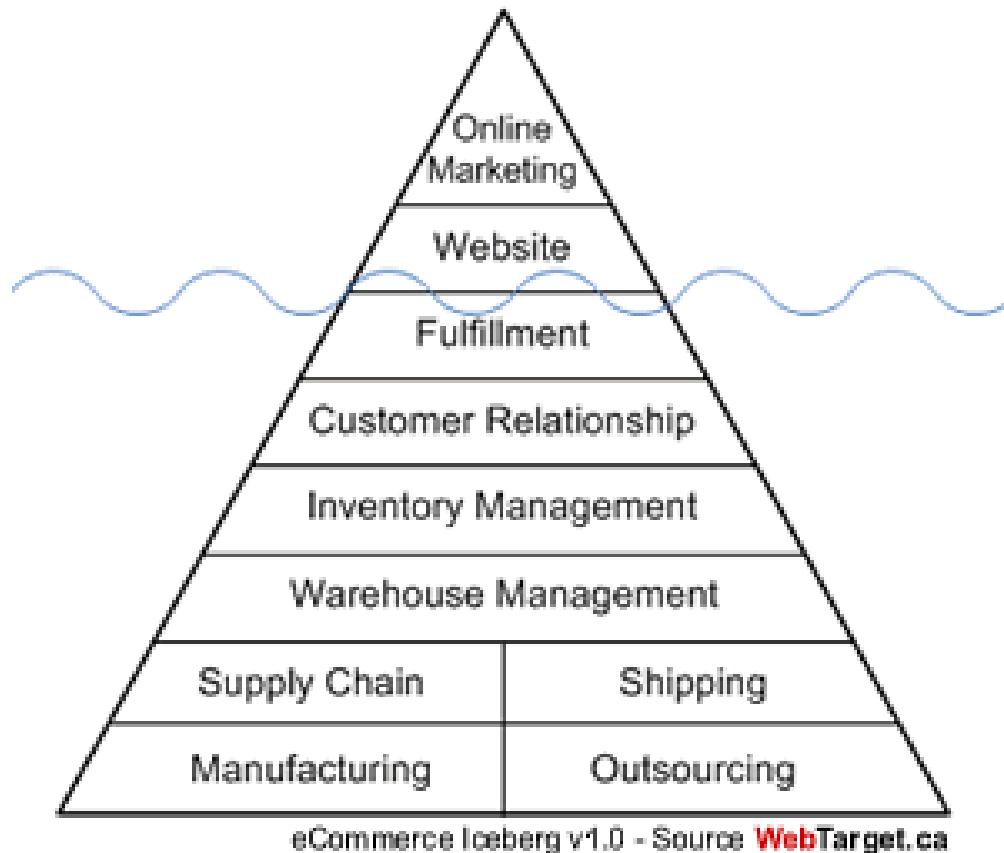 Online
Marketing
Website
Fulfillment
Customer Relationship
Inventory Management
Warehouse Management
Supply Chain
Shipping
Manufacturing
Outsourcing
eCommerce Iceberg v1.0 - Source WebTarget.ca